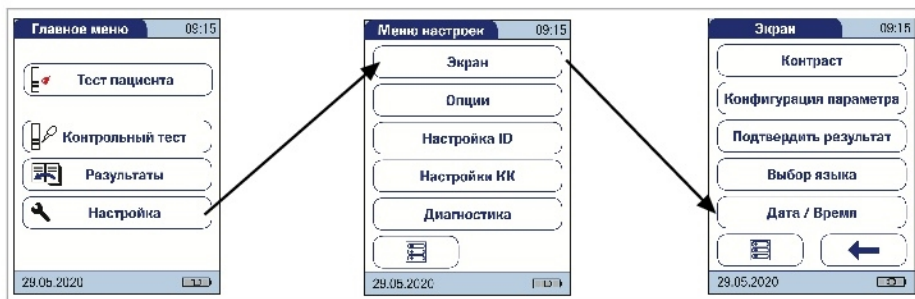 Главное меню 09:15
Тест пациента
Контрольный тест
Результаты
Настройка
29.05.2020
Меню настроек 09:15
Экран
Опции
Настройка ID
Настройки КК
Диагностика
29.05.2020
Экран 09:15
Контраст
Конфигурация параметра
Подтвердить результат
Выбор языка
Дата / Время
29.05.2020